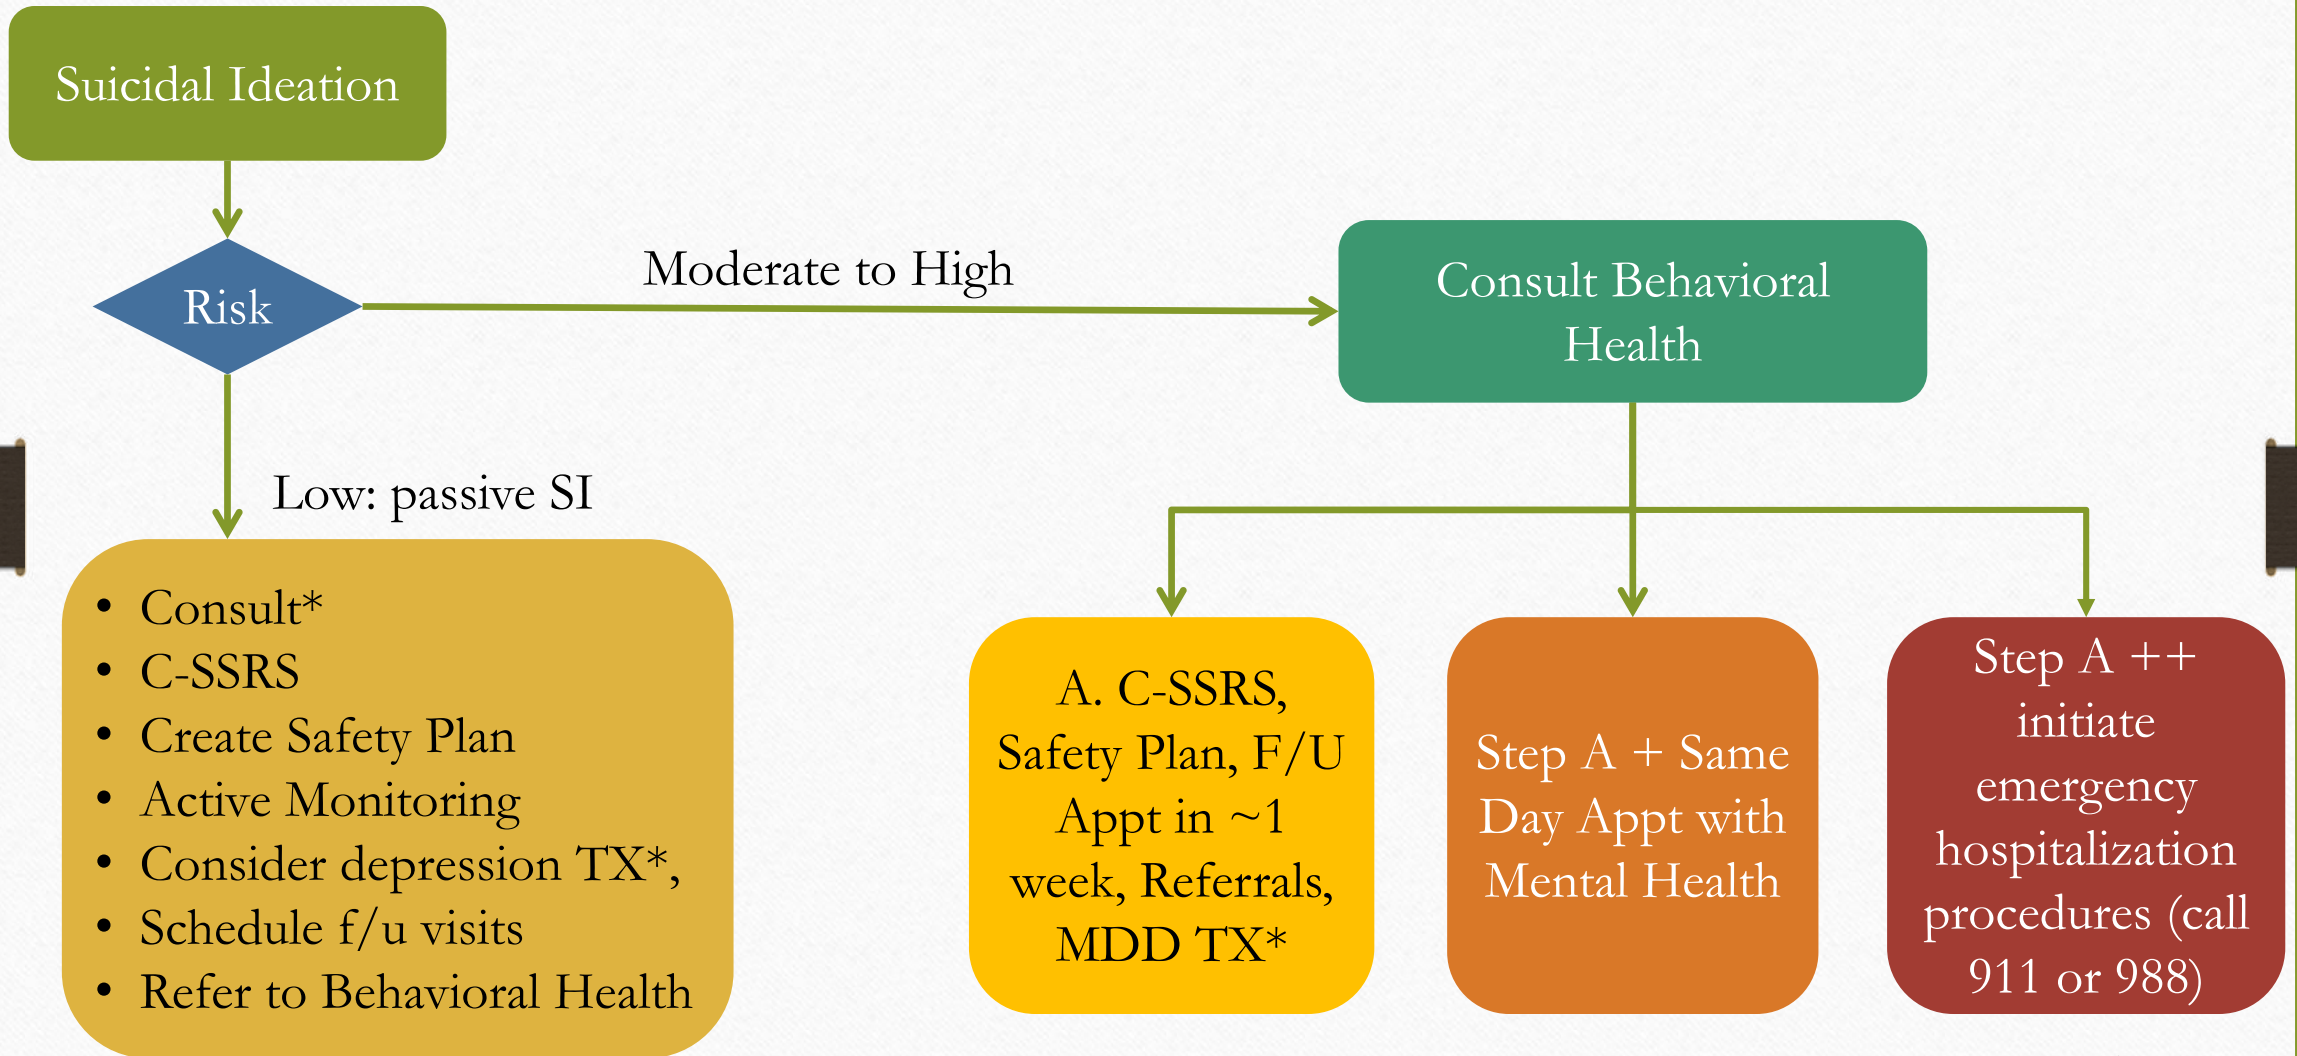 Suicidal Ideation
Risk
Moderate to High
Consult Behavioral
Health
Low: passive SI
• Consult*
• C-SSRS
• Create Safety Plan
• Active Monitoring
• Consider depression TX*,
• Schedule f/u visits
• Refer to Behavioral Health
A. C-SSRS,
Safety Plan, F/U
Appt in ~1
week, Referrals,
MDD TX*
Step A + Same
Day Appt with
Mental Health
Step A ++
initiate
emergency
hospitalization
procedures (call
911 or 988)